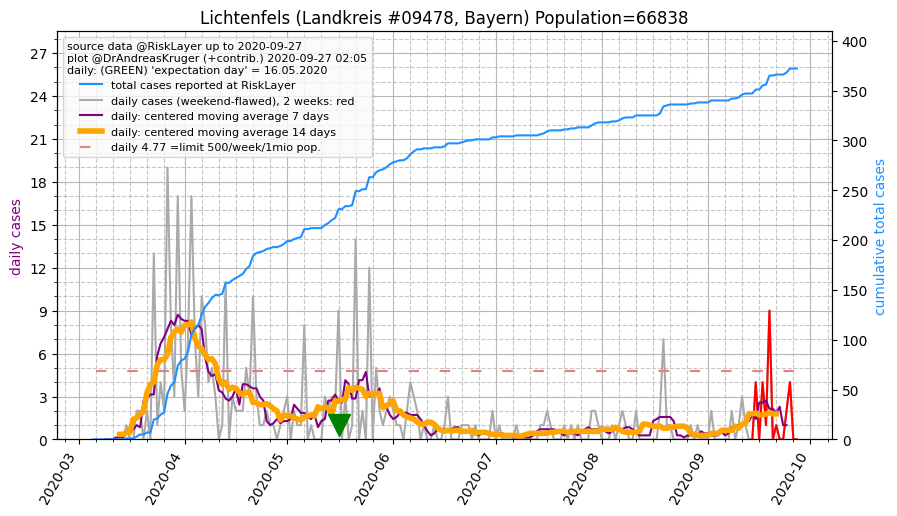 Lichtenfels (Landkreis #09478, Bayern) Population=66838
source data @RiskLayer up to 2020-09-27
plot @DrAndreasKruger (+contrib.) 2020-09-27 02:05
daily: (GREEN) 'expectation day' = 16.05.2020
total cases reported at RiskLayer
daily cases (weekend-flawed), 2 weeks: red
daily: centered moving average 7 days
daily: centered moving average 14 days
daily 4.77 =limit 500/week/1mio pop.
daily cases
27
24
21
18
15
12
9
6
3
0
cumulative total cases
400
350
300
250
200
150
100
50
0
2020-03
2020-04
2020-05
2020-06
2020-07
2020-08
2020-09
2020-10